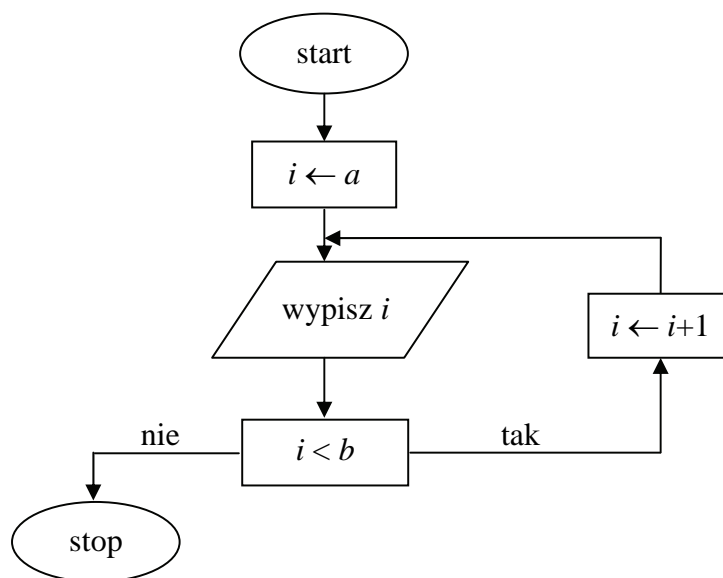 start
i ← a
wypisz i
i ← i+1
nie
i < b
tak
stop